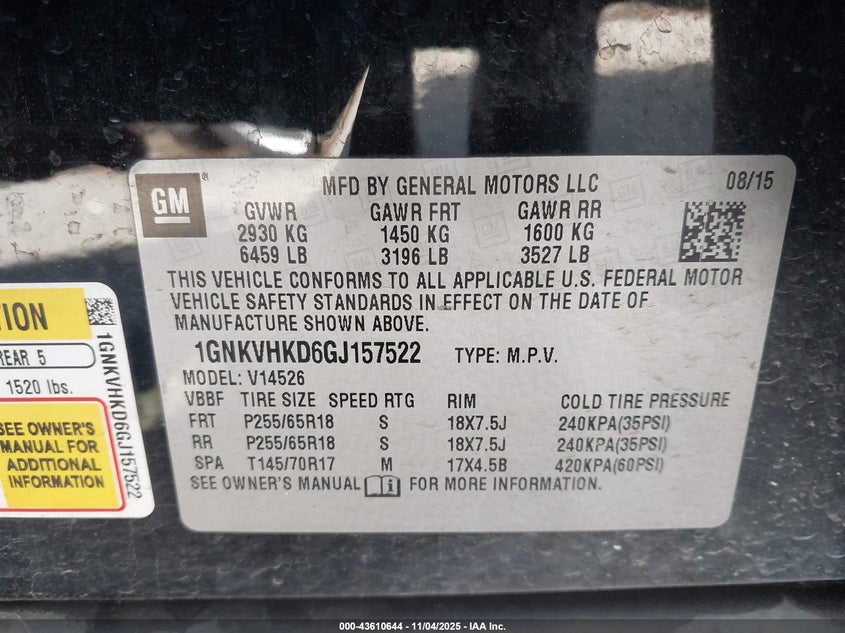 GM
®
MFD BY GENERAL MOTORS LLC 08/15
GVWR GAWR FRT GAWR RR
2930 KG 1450 KG 1600 KG
6459 LB 3196 LB 3527 LB
THIS VEHICLE CONFORMS TO ALL APPLICABLE U.S. FEDERAL MOTOR
VEHICLE SAFETY STANDARDS IN EFFECT ON THE DATE OF
MANUFACTURE SHOWN ABOVE.
1GNKVHKD6GJ157522 TYPE: M.P.V.
MODEL: V14526
VBBF TIRE SIZE SPEED RTG RIM COLD TIRE PRESSURE
FRT P255/65R18 S 18X7.5J 240KPA(35PSI)
RR P255/65R18 S 18X7.5J 240KPA(35PSI)
SPA T145/70R17 M 17X4.5B 420KPA(60PSI)
SEE OWNER'S MANUAL FOR MORE INFORMATION.
REAR 5
1520 lbs.
SEE OWNER'S
MANUAL FOR
ADDITIONAL
INFORMATION
1GNKVHKD6GJ157522
000-43610644 - 11/04/2025 - IAA Inc.